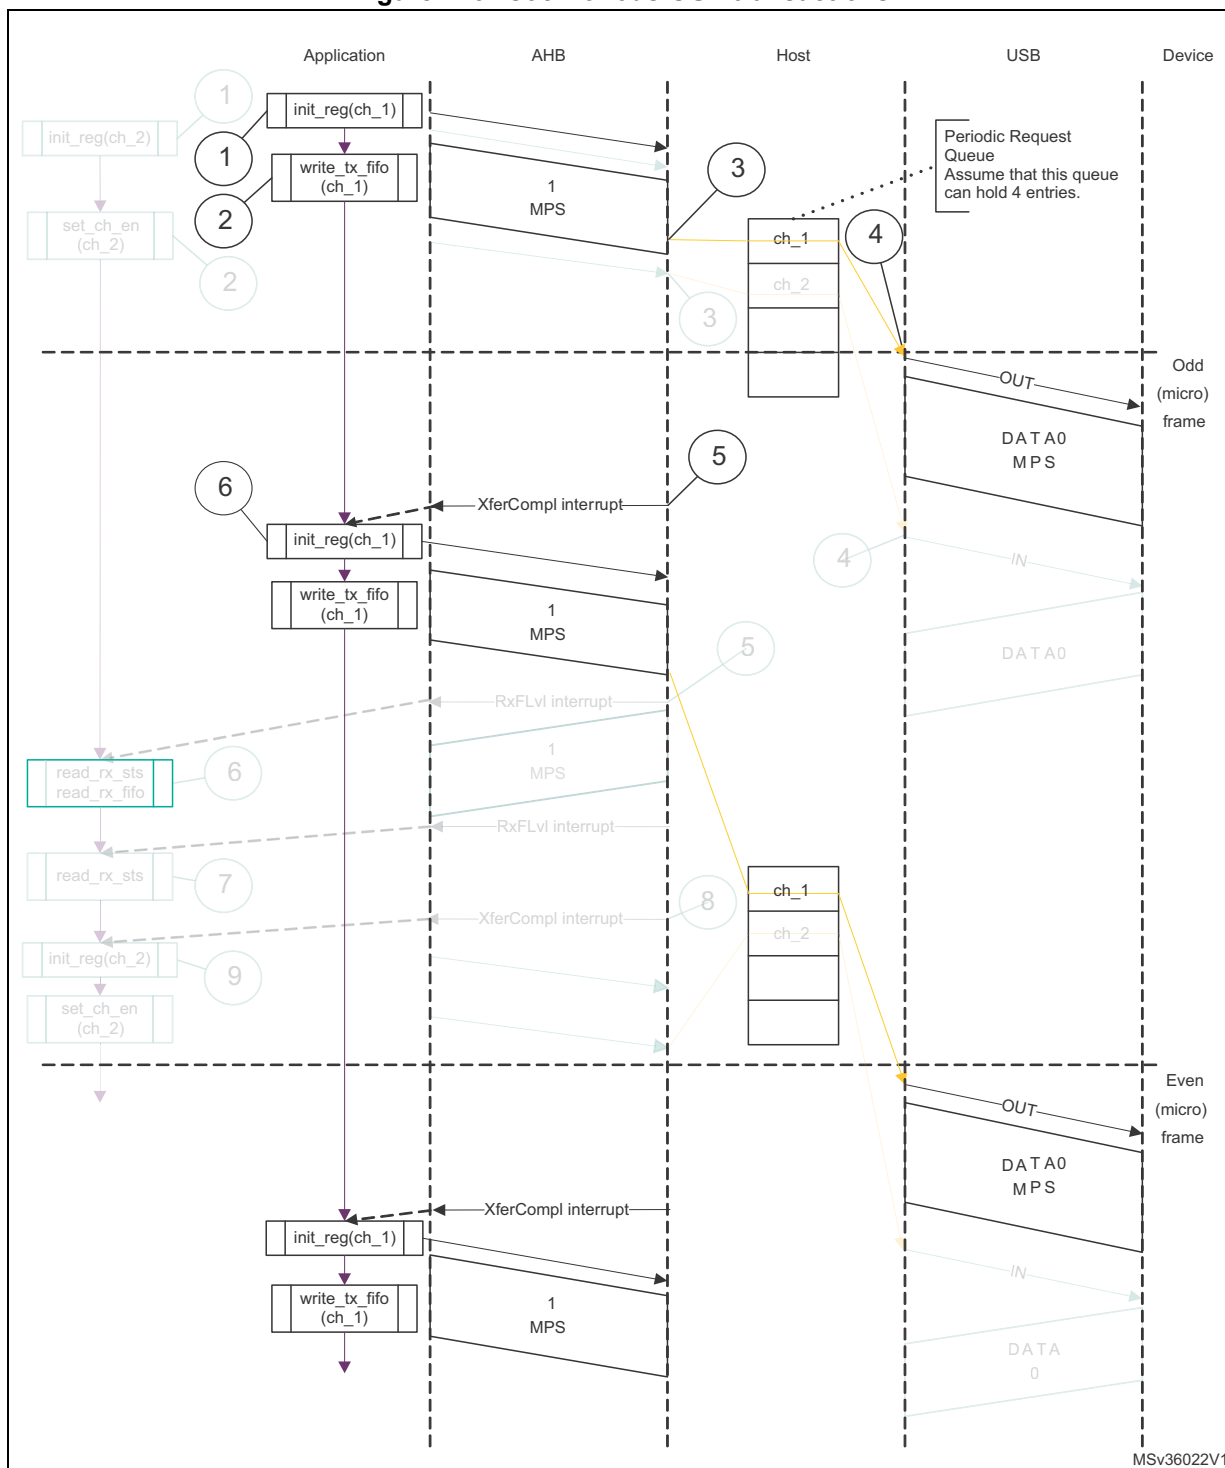 Application
AHB
Host
USB
Device
1
init_reg(ch_1)
init_reg(ch_2)
1
Periodic Request
Queue
Assume that this queue
can hold 4 entries.
write_tx_fifo
(ch_1)
1
MPS
3
2
set_ch_en
(ch_2)
2
ch_1
4
ch_2
3
Odd
(micro)
frame
OUT
DATA0
MPS
5
6
XferCompl interrupt
init_reg(ch_1)
4
IN
write_tx_fifo
(ch_1)
1
MPS
5
DATA0
RxFLvl interrupt
1
MPS
read_rx_sts
read_rx_fifo
6
RxFLvl interrupt
read_rx_sts
7
ch_1
8
XferCompl interrupt
ch_2
init_reg(ch_2)
9
set_ch_en
(ch_2)
Even
(micro)
frame
OUT
DATA0
MPS
XferCompl interrupt
init_reg(ch_1)
IN
write_tx_fifo
(ch_1)
1
MPS
DATA
0
MSv36022V1